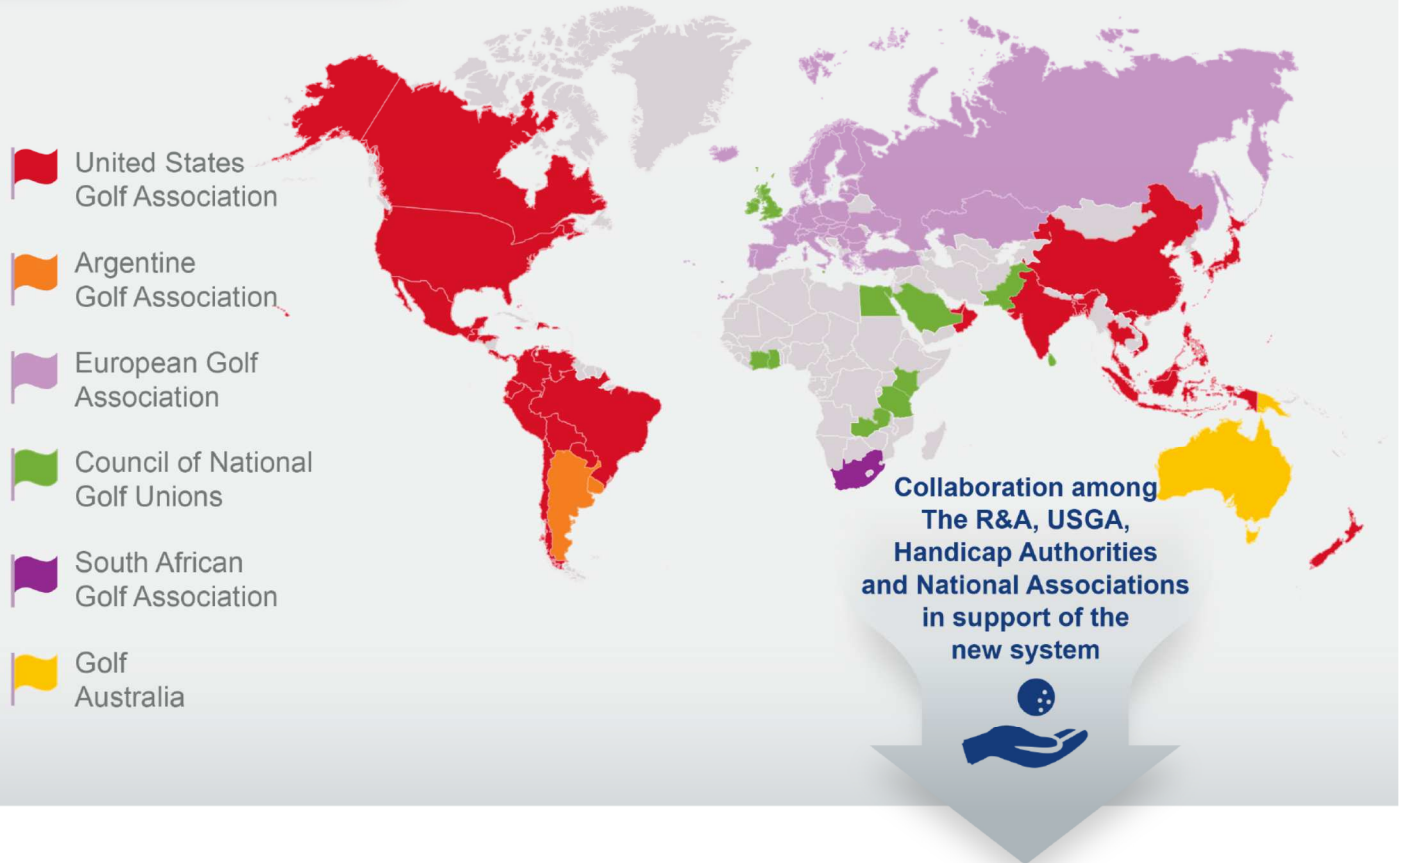 United States
Golf Association
Argentine
Golf Association
European Golf
Association
Council of National
Golf Unions
South African
Golf Association
Golf
Australia
Collaboration among
The R&A, USGA,
Handicap Authorities
and National Associations
in support of the
new system